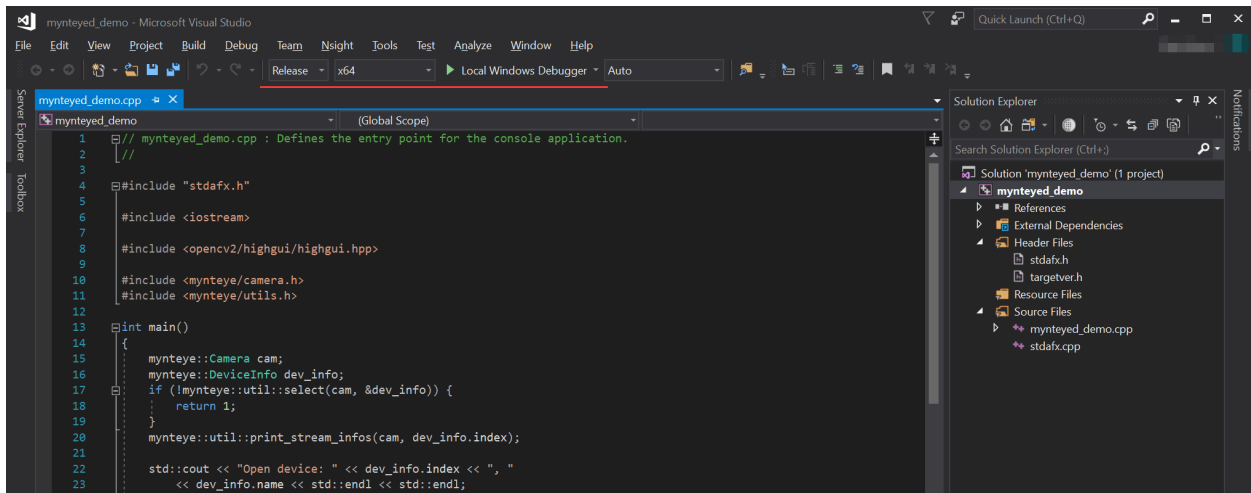 mynteyed_demo - Microsoft Visual Studio
Quick Launch (Ctrl+Q)
File Edit View Project Build Debug Team Nsight Tools Test Analyze Window Help
Release x64 Local Windows Debugger Auto
Server Explorer
Toolbox
mynteyed_demo.cpp
mynteyed_demo (Global Scope)
1 // mynteyed_demo.cpp : Defines the entry point for the console application.
2 //
3
4 #include "stdafx.h"
5
6 #include <iostream>
7
8 #include <opencv2/highgui/highgui.hpp>
9
10 #include <mynteye/camera.h>
11 #include <mynteye/utils.h>
12
13 int main()
14 {
15 mynteye::Camera cam;
16 mynteye::DeviceInfo dev_info;
17 if (!mynteye::util::select(cam, &dev_info)) {
18 return 1;
19 }
20 mynteye::util::print_stream_infos(cam, dev_info.index);
21
22 std::cout << "Open device: " << dev_info.index << ", "
23 << dev_info.name << std::endl << std::endl;
Solution Explorer
Search Solution Explorer (Ctrl+;)
Solution 'mynteyed_demo' (1 project)
mynteyed_demo
References
External Dependencies
Header Files
stdafx.h
targetver.h
Resource Files
Source Files
mynteyed_demo.cpp
stdafx.cpp
Notifications